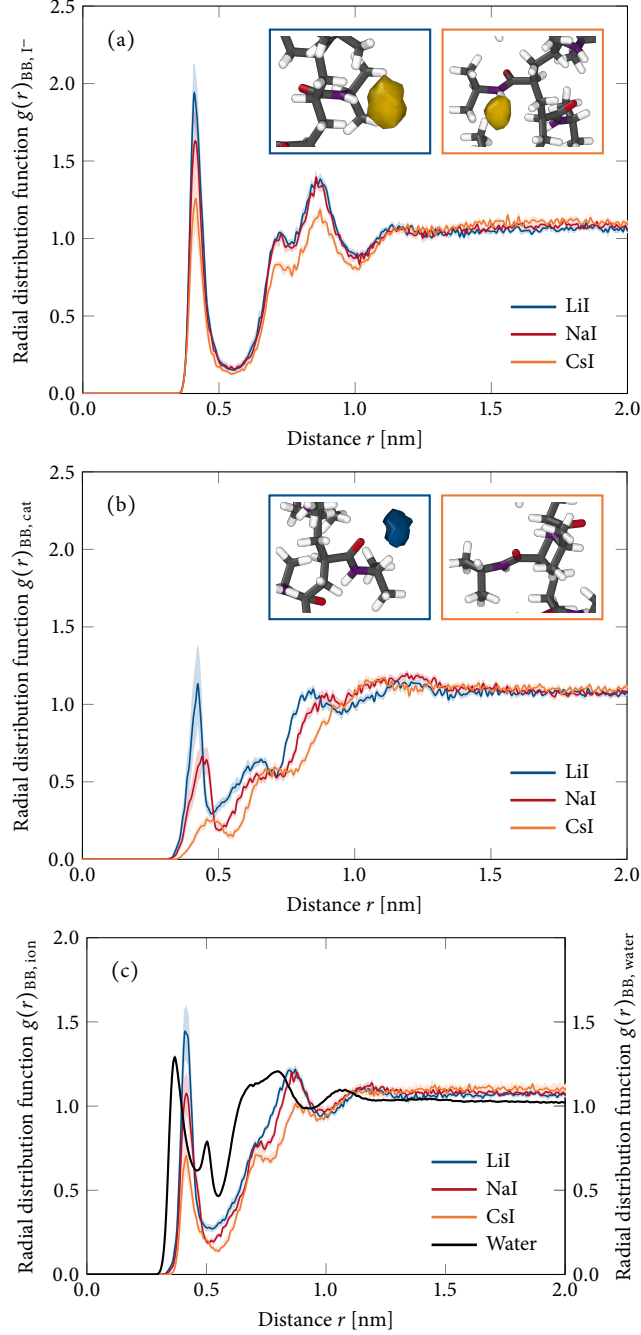 (a)
Radial distribution function g(r)BB, I−
2.5
2.0
1.5
1.0
0.5
0.0
LiI
NaI
CsI
0.0 0.5 1.0 1.5 2.0
Distance r [nm]
(b)
Radial distribution function g(r)BB, cat
2.5
2.0
1.5
1.0
0.5
0.0
LiI
NaI
CsI
0.0 0.5 1.0 1.5 2.0
Distance r [nm]
(c)
Radial distribution function g(r)BB, ion
2.0
1.5
1.0
0.5
0.0
LiI
NaI
CsI
Water
1.5
1.0
0.5
0.0
Radial distribution function g(r)BB, water
0.0 0.5 1.0 1.5 2.0
Distance r [nm]